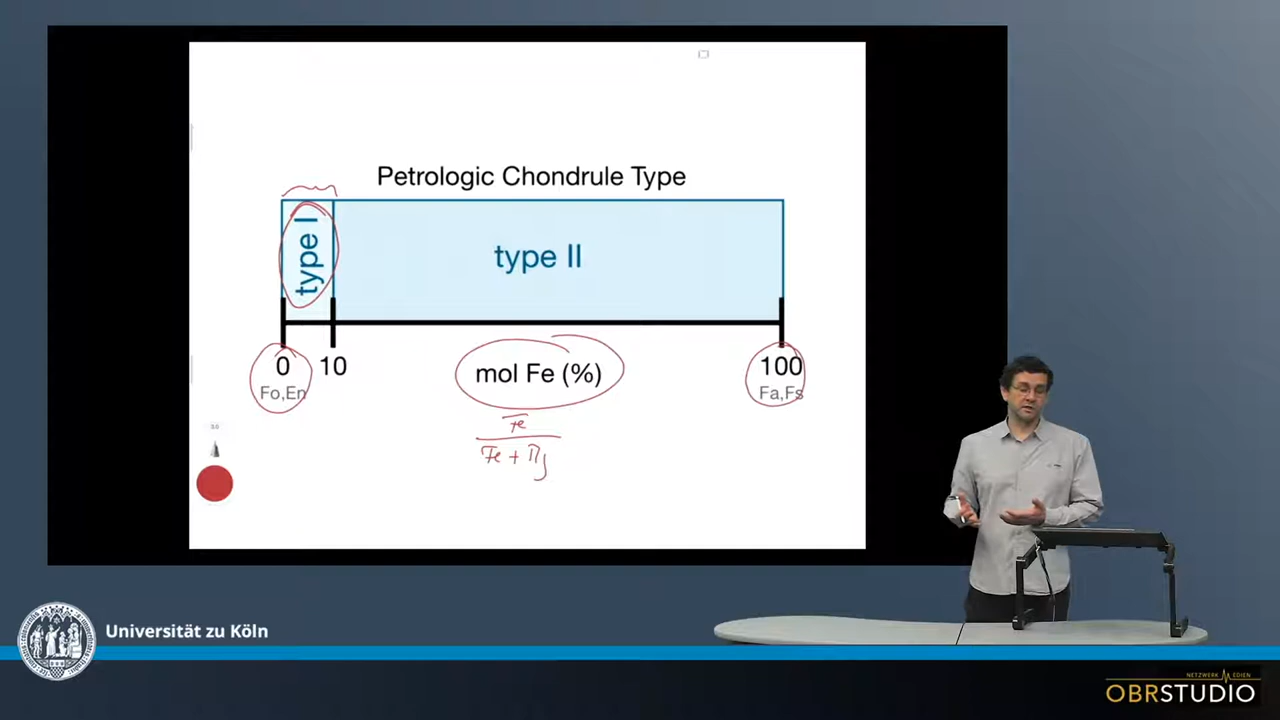 Petrologic Chondrule Type
type I
type II
0
10
mol Fe (%)
100
Fo,En
Fa,Fs
Fe
Fe + Mg
Universität zu Köln
NETZWERK MEDIEN
OBRSTUDIO